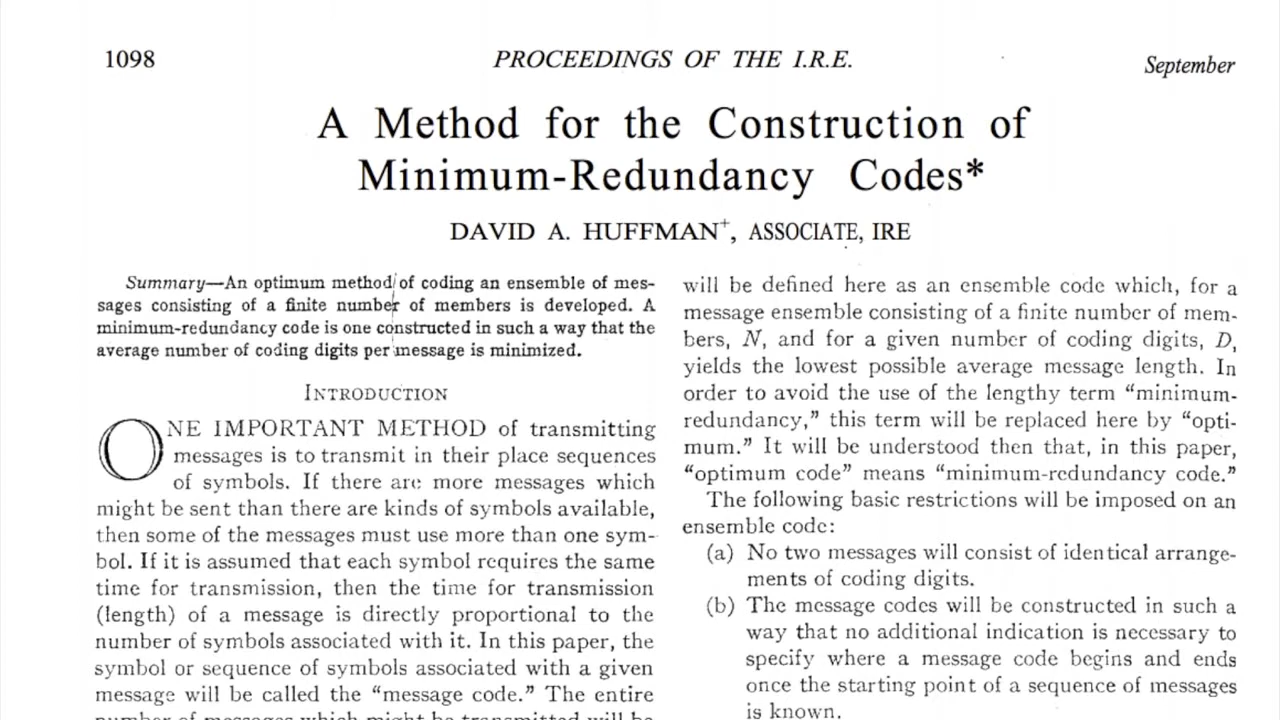 1098
PROCEEDINGS OF THE I.R.E.
September
A Method for the Construction of
Minimum-Redundancy Codes*
DAVID A. HUFFMAN+, ASSOCIATE, IRE
Summary—An optimum method of coding an ensemble of mes-
sages consisting of a finite number of members is developed. A
minimum-redundancy code is one constructed in such a way that the
average number of coding digits per message is minimized.
INTRODUCTION
ONE IMPORTANT METHOD of transmitting
messages is to transmit in their place sequences
of symbols. If there are more messages which
might be sent than there are kinds of symbols available,
then some of the messages must use more than one sym-
bol. If it is assumed that each symbol requires the same
time for transmission, then the time for transmission
(length) of a message is directly proportional to the
number of symbols associated with it. In this paper, the
symbol or sequence of symbols associated with a given
message will be called the “message code.” The entire
number of messages which might be transmitted will be
will be defined here as an ensemble code which, for a
message ensemble consisting of a finite number of mem-
bers, N, and for a given number of coding digits, D,
yields the lowest possible average message length. In
order to avoid the use of the lengthy term “minimum-
redundancy,” this term will be replaced here by “opti-
mum.” It will be understood then that, in this paper,
“optimum code” means “minimum-redundancy code.”
The following basic restrictions will be imposed on an
ensemble code:
(a) No two messages will consist of identical arrange-
ments of coding digits.
(b) The message codes will be constructed in such a
way that no additional indication is necessary to
specify where a message code begins and ends
once the starting point of a sequence of messages
is known.